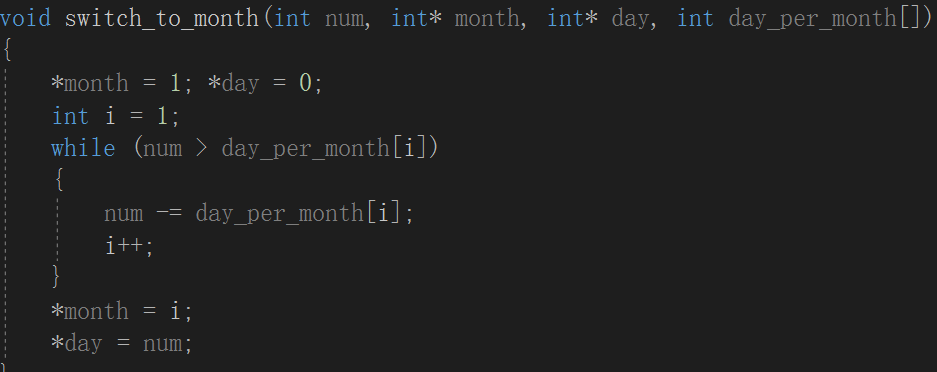 void switch_to_month(int num, int* month, int* day, int day_per_month[])
{
    *month = 1; *day = 0;
    int i = 1;
    while (num > day_per_month[i])
    {
        num -= day_per_month[i];
        i++;
    }
    *month = i;
    *day = num;
}